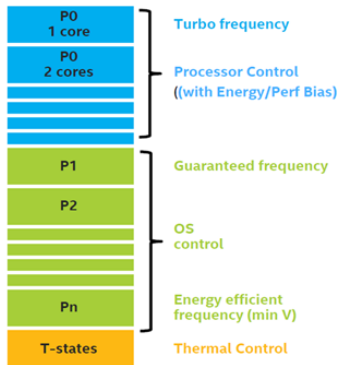 P0
1 core
Turbo frequency
P0
2 cores
Processor Control
((with Energy/Perf Bias)
P1
Guaranteed frequency
P2
OS
control
Pn
Energy efficient
frequency (min V)
T-states
Thermal Control